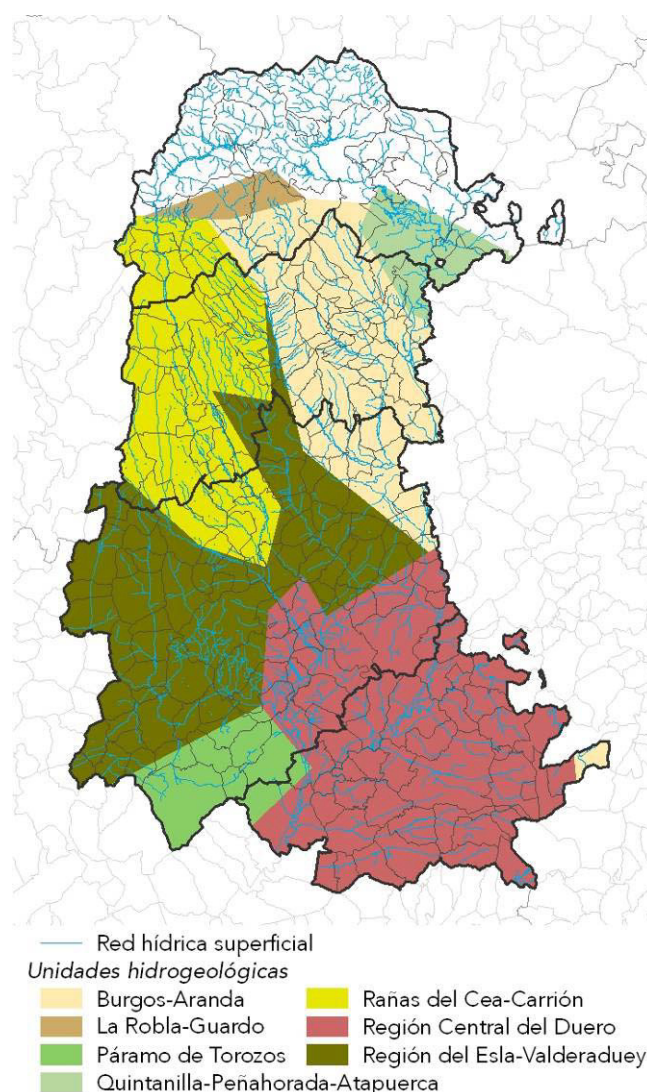 Red hídrica superficial
Unidades hidrogeológicas
Burgos-Aranda
La Robla-Guardo
Páramo de Torozos
Quintanilla-Peñahorada-Atapuerca
Rañas del Cea-Carrión
Región Central del Duero
Región del Esla-Valderaduey